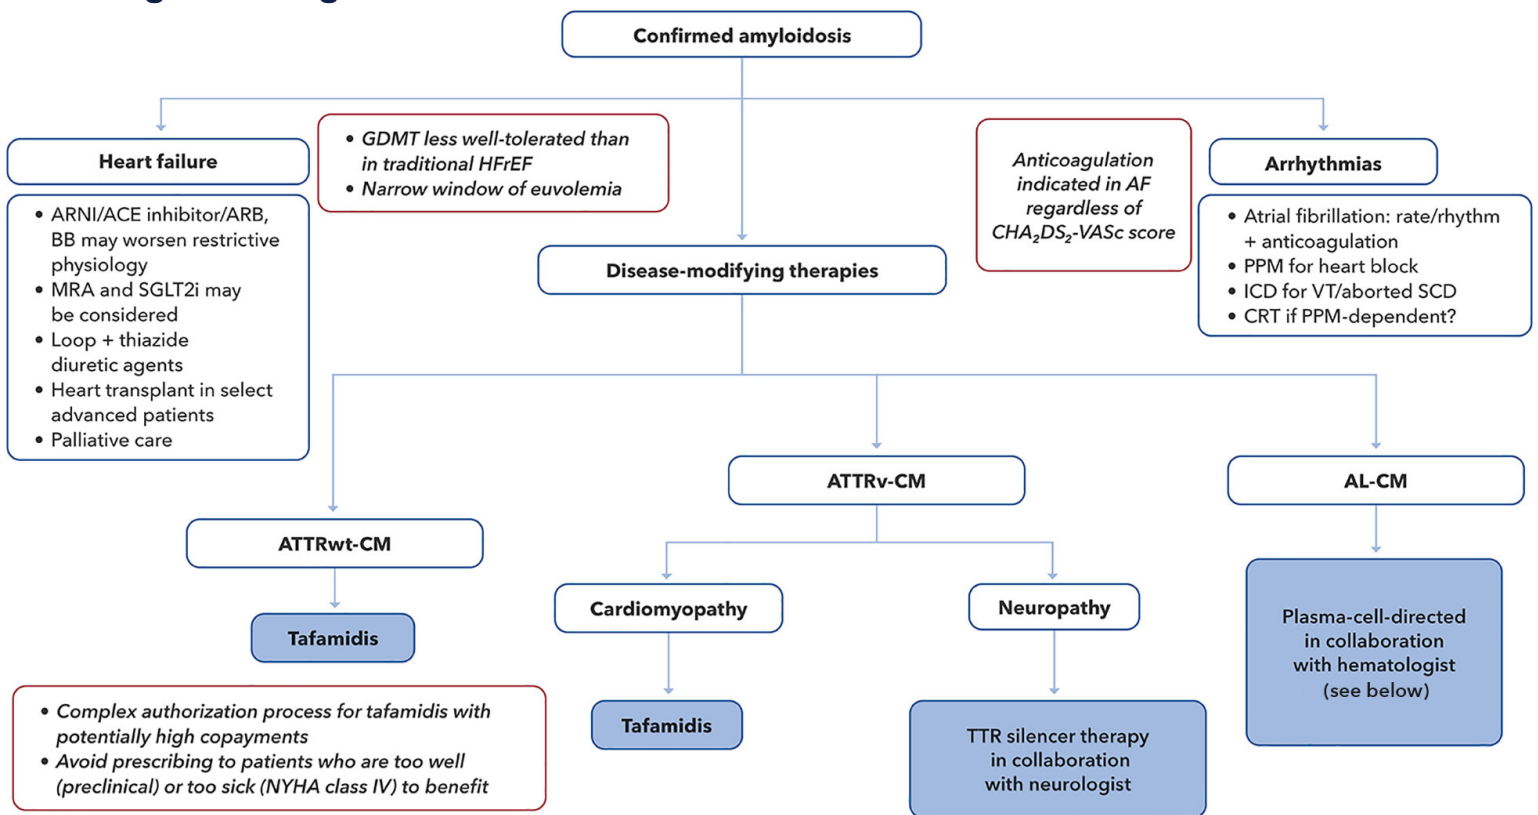 Confirmed amyloidosis
Heart failure
• GDMT less well-tolerated than
in traditional HFrEF
• Narrow window of euvolemia
Anticoagulation
indicated in AF
regardless of
CHA₂DS₂-VASc score
Arrhythmias
• ARNI/ACE inhibitor/ARB,
BB may worsen restrictive
physiology
• MRA and SGLT2i may
be considered
• Loop + thiazide
diuretic agents
• Heart transplant in select
advanced patients
• Palliative care
Disease-modifying therapies
• Atrial fibrillation: rate/rhythm
+ anticoagulation
• PPM for heart block
• ICD for VT/aborted SCD
• CRT if PPM-dependent?
ATTRwt-CM
ATTRv-CM
AL-CM
Tafamidis
Cardiomyopathy
Neuropathy
Plasma-cell-directed
in collaboration
with hematologist
(see below)
• Complex authorization process for tafamidis with
potentially high copayments
• Avoid prescribing to patients who are too well
(preclinical) or too sick (NYHA class IV) to benefit
Tafamidis
TTR silencer therapy
in collaboration
with neurologist